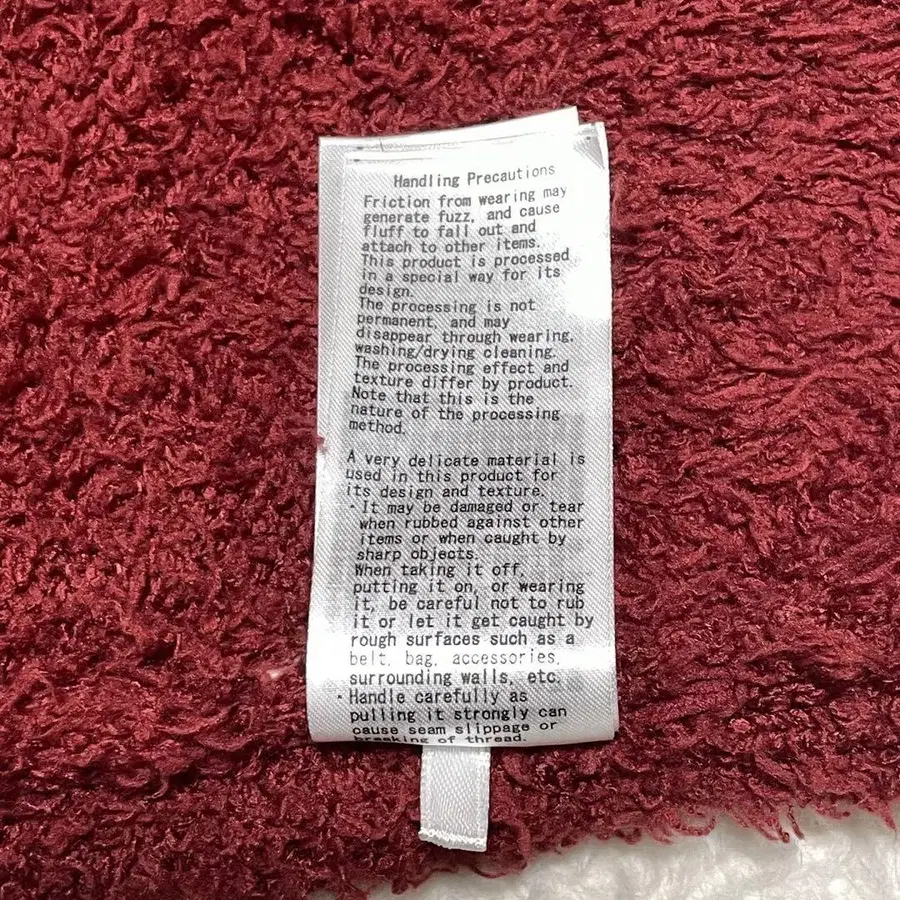 Handling Precautions
Friction from wearing may
generate fuzz, and cause
fluff to fall out and
attach to other items.
This product is processed
in a special way for its
design.
The processing is not
permanent, and may
disappear through wearing,
washing/drying cleaning.
The processing effect and
texture differ by product.
Note that this is the
nature of the processing
method.
A very delicate material is
used in this product for
its design and texture.
・It may be damaged or tear
when rubbed against other
items or when caught by
sharp objects.
When taking it off,
putting it on, or wearing
it, be careful not to rub
it or let it get caught by
rough surfaces such as a
belt, bag, accessories,
surrounding walls, etc.
・Handle carefully as
pulling it strongly can
cause seam slippage or
breaking of thread.